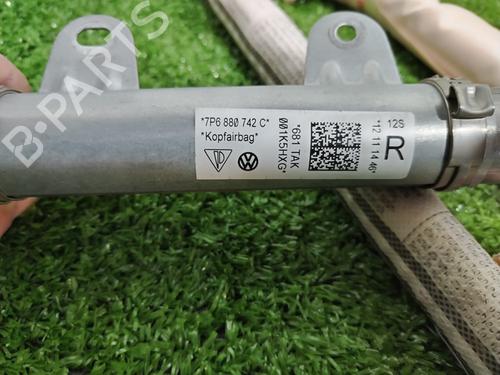 B-PARTS
*7P6 880 742 C*
*Kopfairbag*
*681 TAK
001K5HXG*
12S
*12 11 14 46*
R